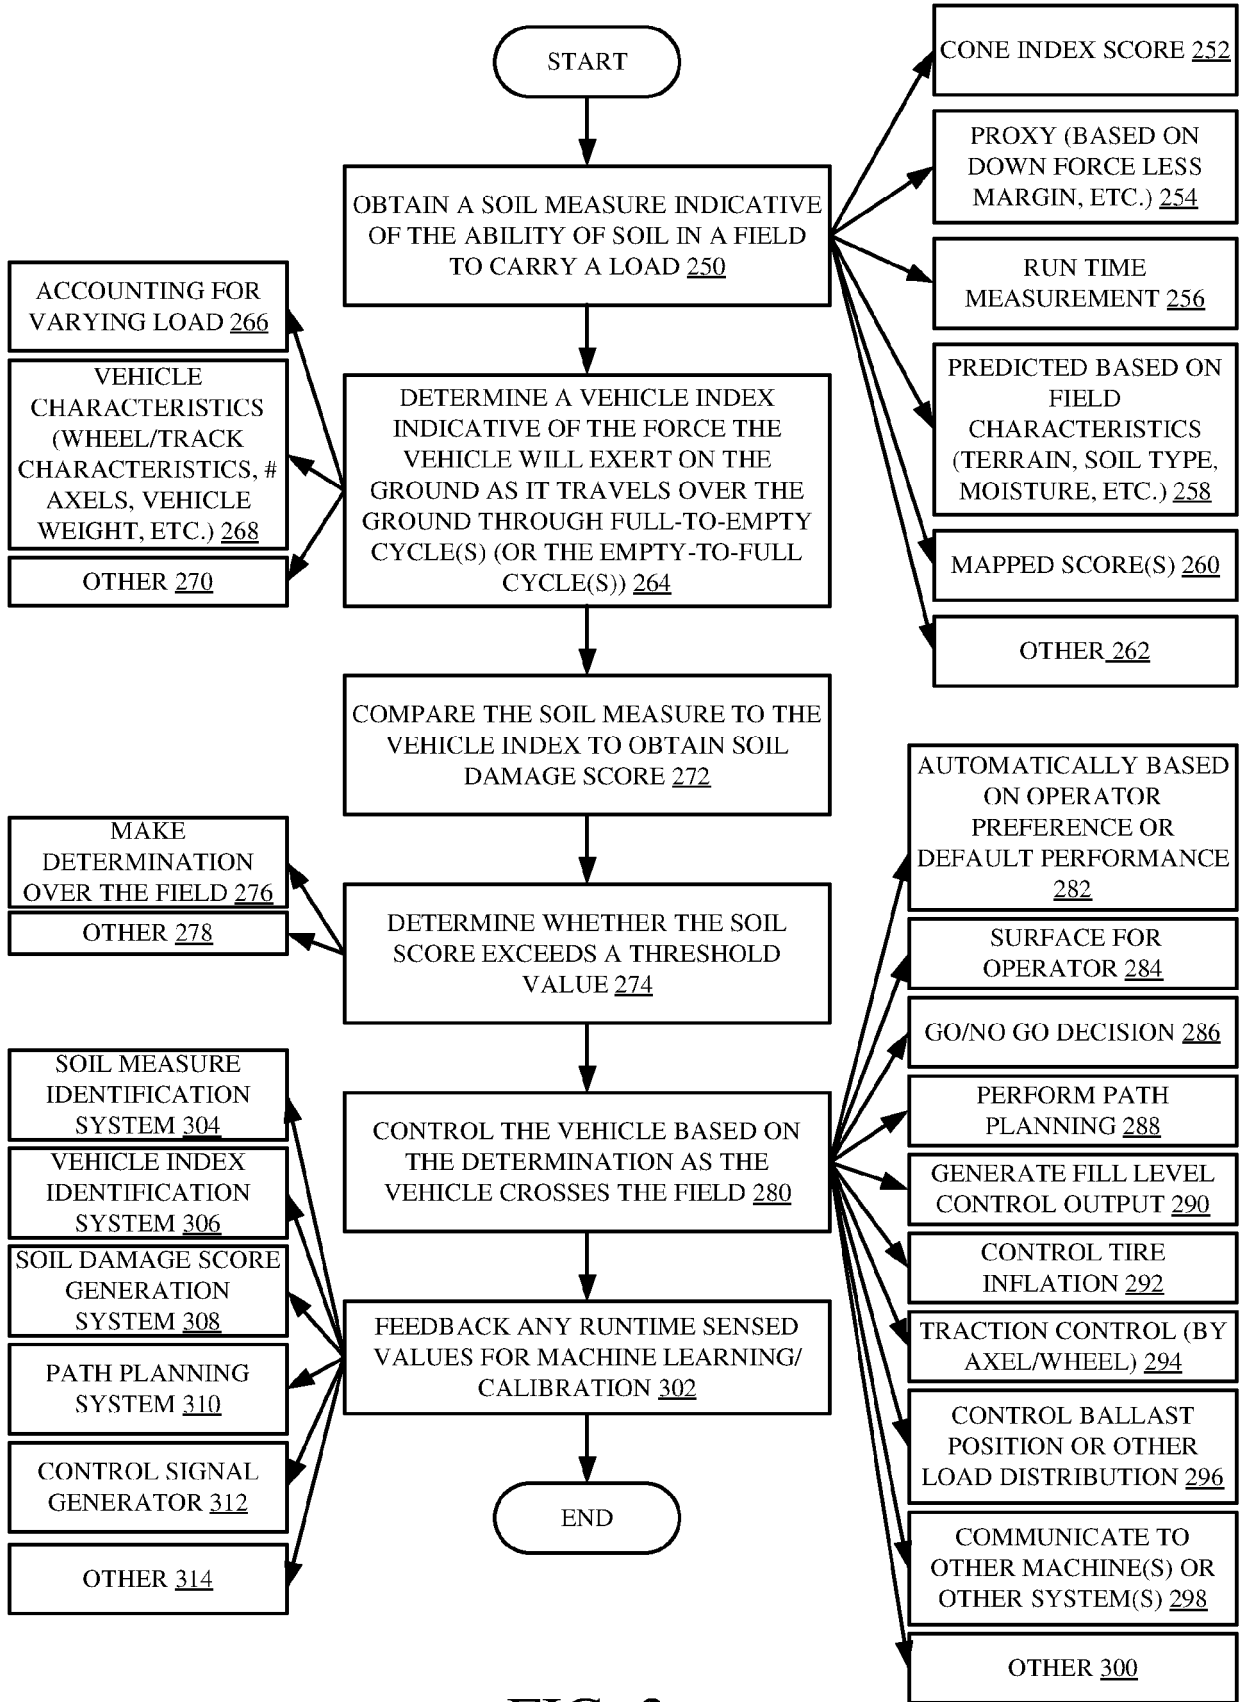 START
OBTAIN A SOIL MEASURE INDICATIVE
OF THE ABILITY OF SOIL IN A FIELD
TO CARRY A LOAD 250
CONE INDEX SCORE 252
PROXY (BASED ON
DOWN FORCE LESS
MARGIN, ETC.) 254
RUN TIME
MEASUREMENT 256
PREDICTED BASED ON
FIELD
CHARACTERISTICS
(TERRAIN, SOIL TYPE,
MOISTURE, ETC.) 258
MAPPED SCORE(S) 260
OTHER 262
DETERMINE A VEHICLE INDEX
INDICATIVE OF THE FORCE THE
VEHICLE WILL EXERT ON THE
GROUND AS IT TRAVELS OVER THE
GROUND THROUGH FULL-TO-EMPTY
CYCLE(S) (OR THE EMPTY-TO-FULL
CYCLE(S)) 264
ACCOUNTING FOR
VARYING LOAD 266
VEHICLE
CHARACTERISTICS
(WHEEL/TRACK
CHARACTERISTICS, #
AXELS, VEHICLE
WEIGHT, ETC.) 268
OTHER 270
COMPARE THE SOIL MEASURE TO THE
VEHICLE INDEX TO OBTAIN SOIL
DAMAGE SCORE 272
DETERMINE WHETHER THE SOIL
SCORE EXCEEDS A THRESHOLD
VALUE 274
MAKE
DETERMINATION
OVER THE FIELD 276
OTHER 278
CONTROL THE VEHICLE BASED ON
THE DETERMINATION AS THE
VEHICLE CROSSES THE FIELD 280
AUTOMATICALLY BASED
ON OPERATOR
PREFERENCE OR
DEFAULT PERFORMANCE
282
SURFACE FOR
OPERATOR 284
GO/NO GO DECISION 286
PERFORM PATH
PLANNING 288
GENERATE FILL LEVEL
CONTROL OUTPUT 290
CONTROL TIRE
INFLATION 292
TRACTION CONTROL (BY
AXEL/WHEEL) 294
CONTROL BALLAST
POSITION OR OTHER
LOAD DISTRIBUTION 296
COMMUNICATE TO
OTHER MACHINE(S) OR
OTHER SYSTEM(S) 298
OTHER 300
FEEDBACK ANY RUNTIME SENSED
VALUES FOR MACHINE LEARNING/
CALIBRATION 302
SOIL MEASURE
IDENTIFICATION
SYSTEM 304
VEHICLE INDEX
IDENTIFICATION
SYSTEM 306
SOIL DAMAGE SCORE
GENERATION
SYSTEM 308
PATH PLANNING
SYSTEM 310
CONTROL SIGNAL
GENERATOR 312
OTHER 314
END